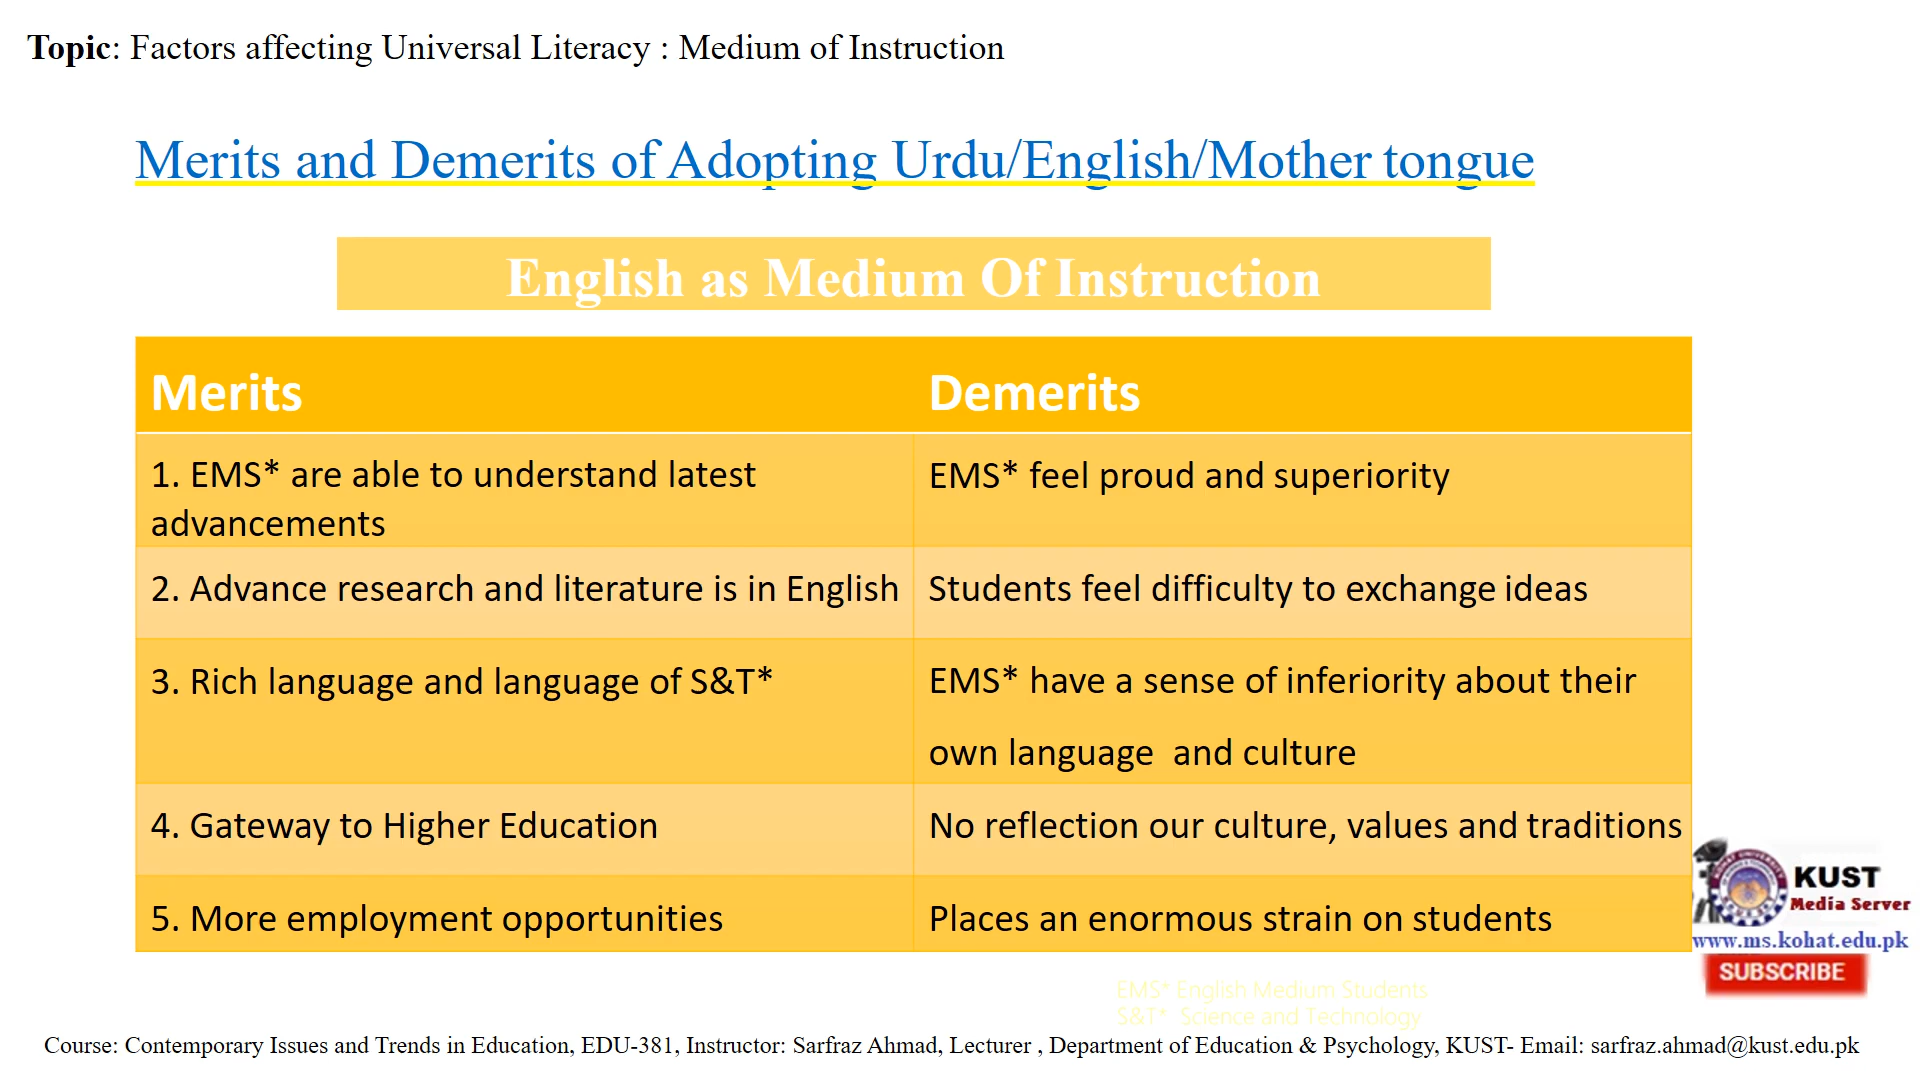 Topic: Factors affecting Universal Literacy : Medium of Instruction
Merits and Demerits of Adopting Urdu/English/Mother tongue
English as Medium Of Instruction
Merits
Demerits
1. EMS* are able to understand latest
advancements
EMS* feel proud and superiority
2. Advance research and literature is in English
Students feel difficulty to exchange ideas
3. Rich language and language of S&T*
EMS* have a sense of inferiority about their
own language  and culture
4. Gateway to Higher Education
No reflection our culture, values and traditions
5. More employment opportunities
Places an enormous strain on students
KUST
Media Server
www.ms.kohat.edu.pk
SUBSCRIBE
EMS* English Medium Students
S&T*  Science and Technology
Course: Contemporary Issues and Trends in Education, EDU-381, Instructor: Sarfraz Ahmad, Lecturer , Department of Education & Psychology, KUST- Email: sarfraz.ahmad@kust.edu.pk